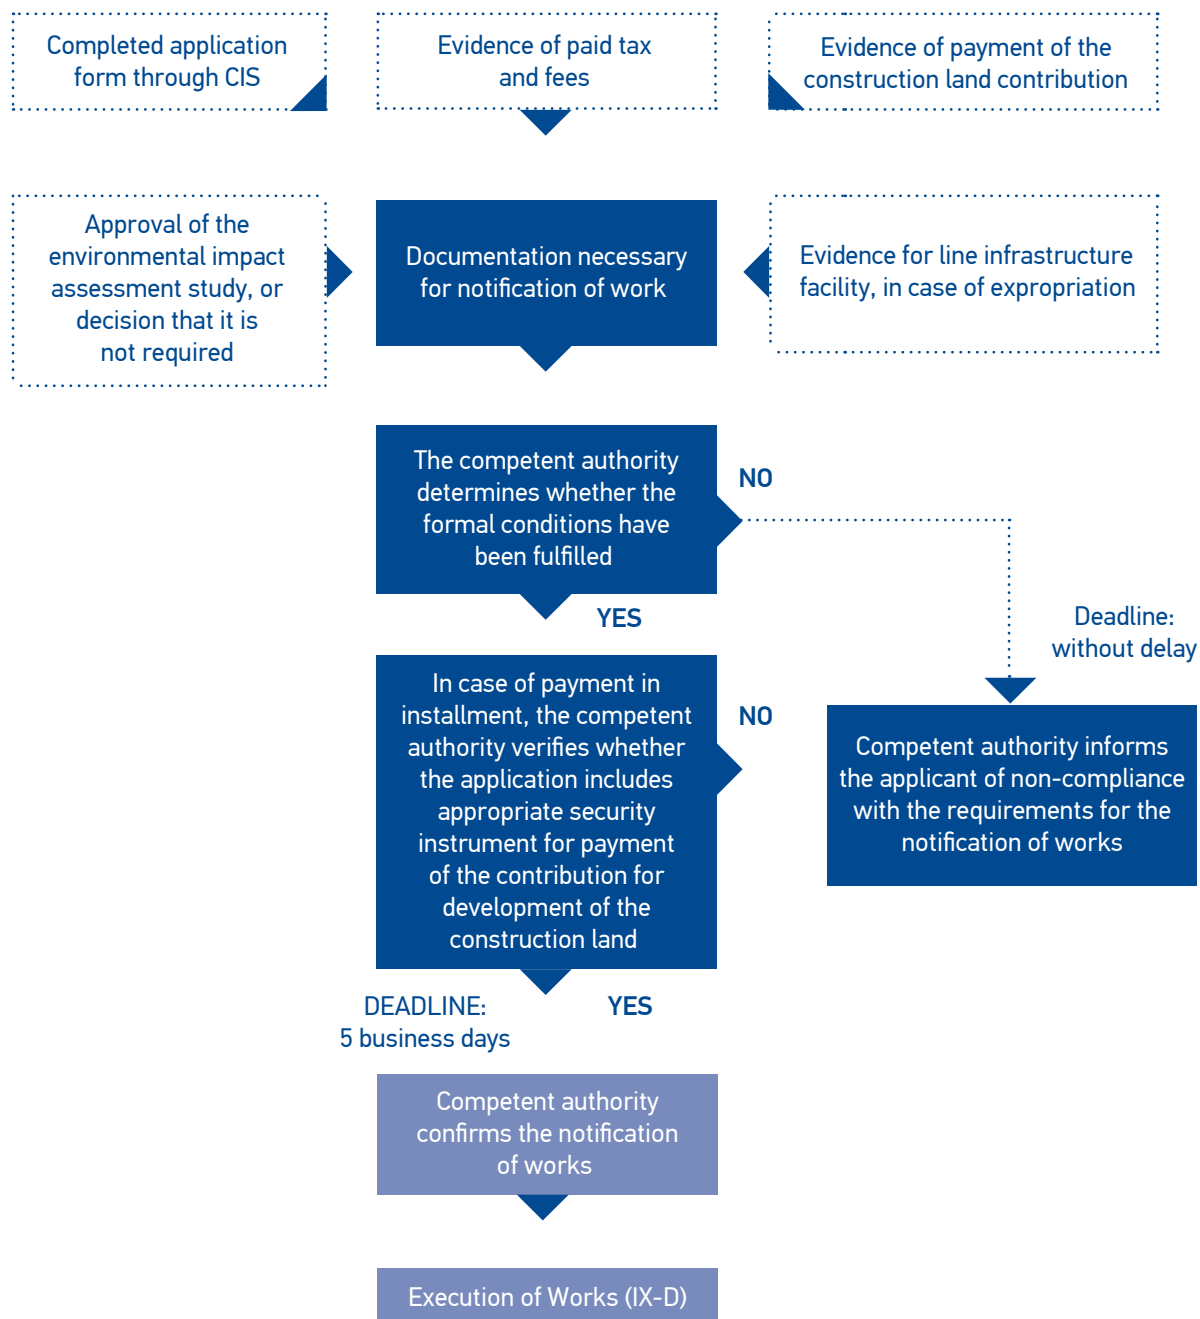 Completed application
form through CIS
Evidence of paid tax
and fees
Evidence of payment of the
construction land contribution
Approval of the
environmental impact
assessment study, or
decision that it is
not required
Documentation necessary
for notification of work
Evidence for line infrastructure
facility, in case of expropriation
The competent authority
determines whether the
formal conditions have
been fulfilled
NO
YES
Deadline:
without delay
In case of payment in
installment, the competent
authority verifies whether
the application includes
appropriate security
instrument for payment
of the contribution for
development of the
construction land
NO
Competent authority informs
the applicant of non-compliance
with the requirements for the
notification of works
DEADLINE:
5 business days
YES
Competent authority
confirms the notification
of works
Execution of Works (IX-D)